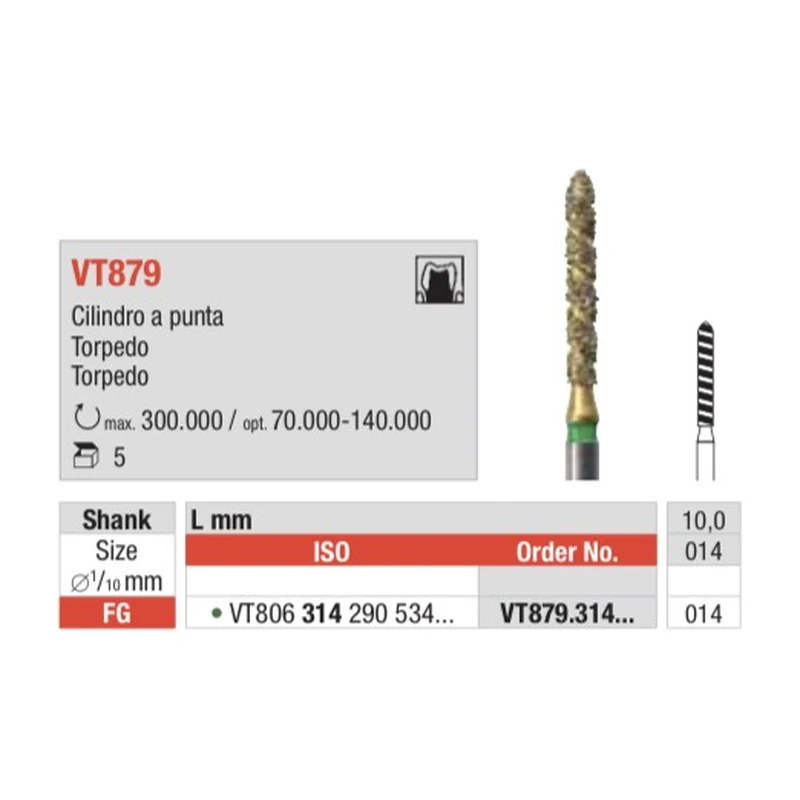 VT879
Cilindro a punta
Torpedo
Torpedo
max. 300.000 / opt. 70.000-140.000
5
Shank L mm 10,0
Size ISO Order No. 014
⌀1/10 mm
FG • VT806 314 290 534... VT879.314... 014